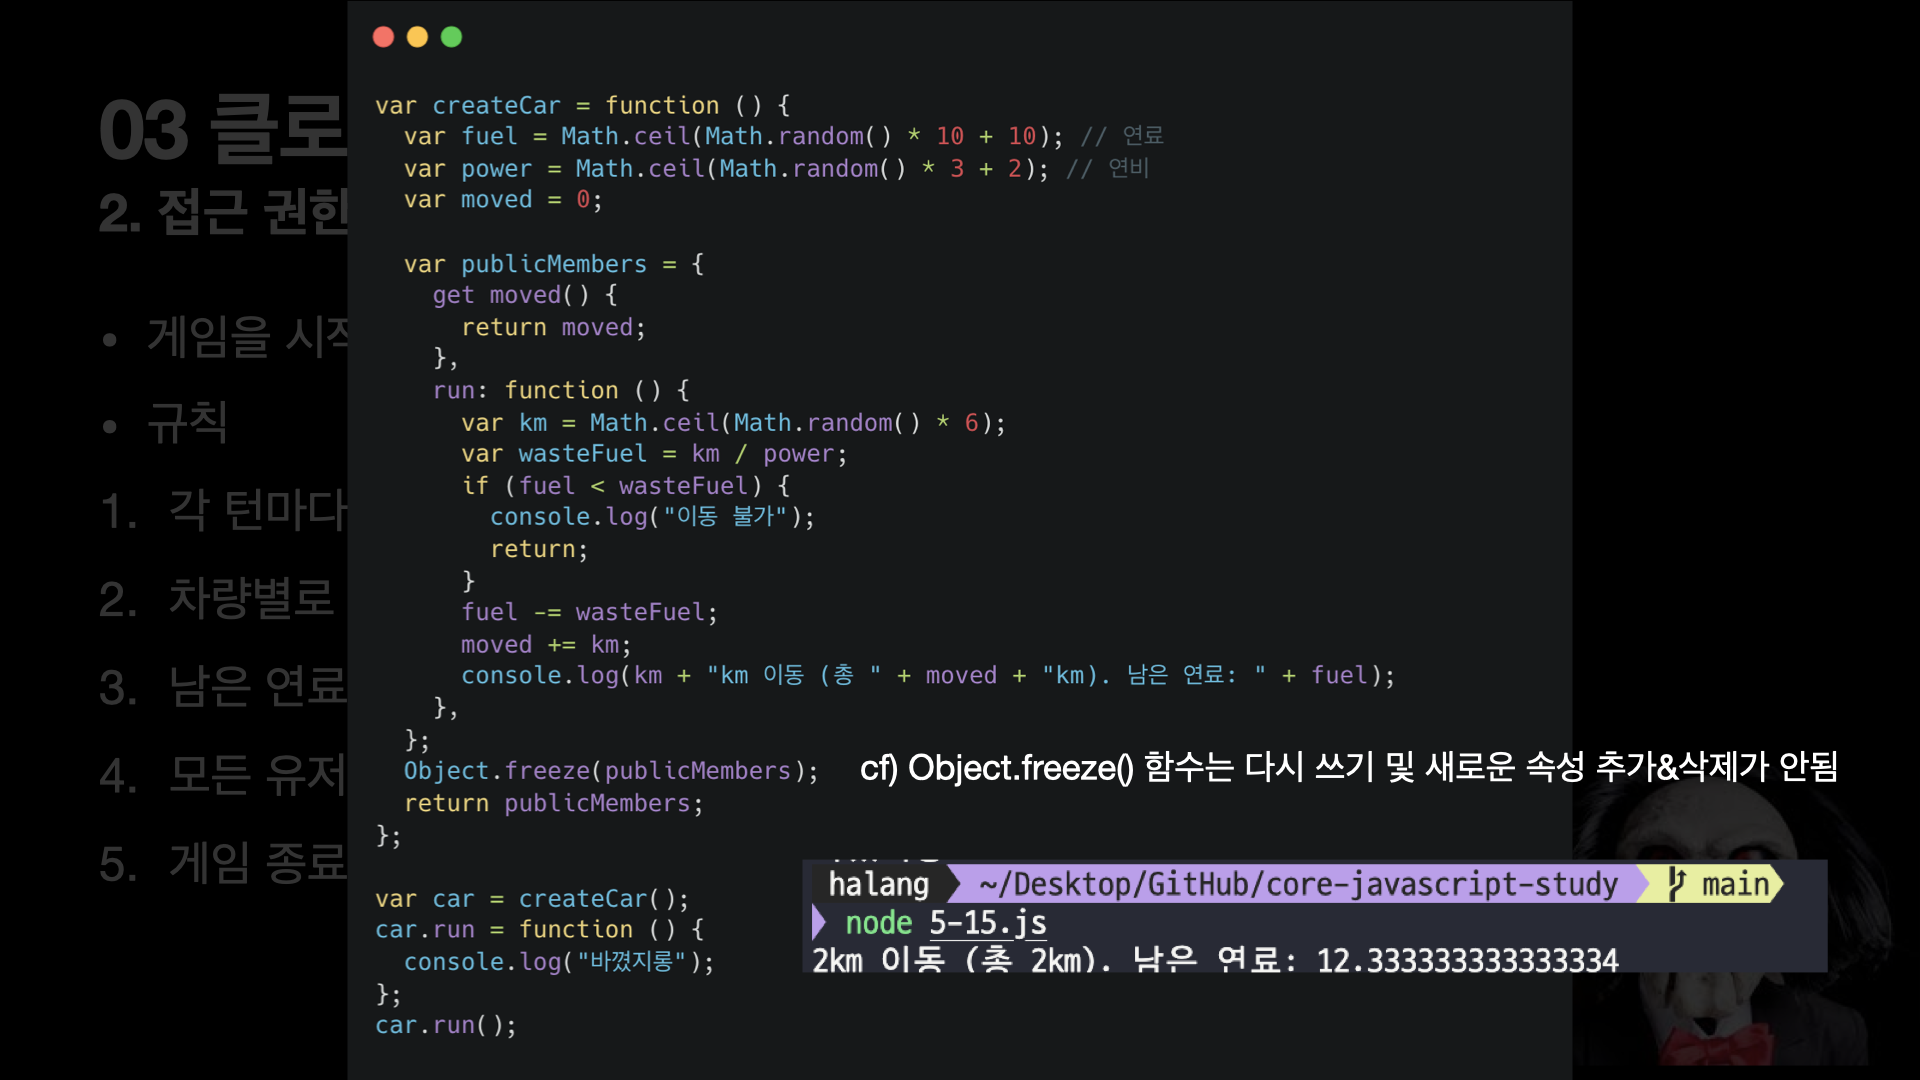 03 클로
2. 접근 권한
• 게임을 시작
• 규칙
1. 각 턴마다
2. 차량별로
3. 남은 연료
4. 모든 유저
5. 게임 종료
var createCar = function () {
  var fuel = Math.ceil(Math.random() * 10 + 10); // 연료
  var power = Math.ceil(Math.random() * 3 + 2); // 연비
  var moved = 0;
  var publicMembers = {
    get moved() {
      return moved;
    },
    run: function () {
      var km = Math.ceil(Math.random() * 6);
      var wasteFuel = km / power;
      if (fuel < wasteFuel) {
        console.log("이동 불가");
        return;
      }
      fuel -= wasteFuel;
      moved += km;
      console.log(km + "km 이동 (총 " + moved + "km). 남은 연료: " + fuel);
    },
  };
  Object.freeze(publicMembers);
cf) Object.freeze() 함수는 다시 쓰기 및 새로운 속성 추가&삭제가 안됨
  return publicMembers;
};
var car = createCar();
car.run = function () {
  console.log("바꼈지롱");
};
car.run();
halang ~/Desktop/GitHub/core-javascript-study main
node 5-15.js
2km 이동 (총 2km). 남은 연료: 12.333333333333334